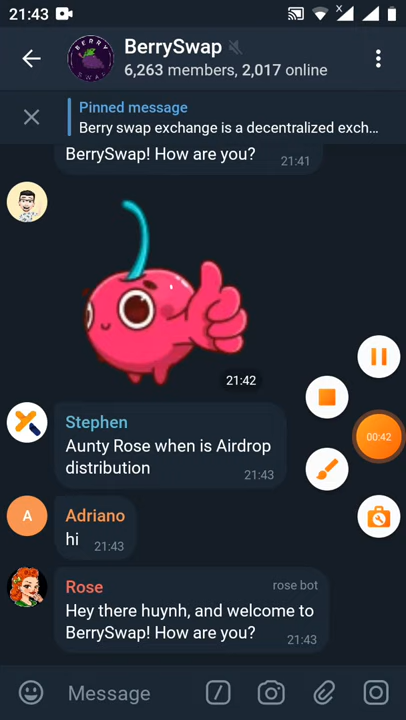 21:43
BerrySwap
6,263 members, 2,017 online
Pinned message
Berry swap exchange is a decentralized exch...
BerrySwap! How are you?
21:41
21:42
Stephen
Aunty Rose when is Airdrop
distribution
21:43
00:42
A
Adriano
hi
21:43
Rose
rose bot
Hey there huynh, and welcome to
BerrySwap! How are you?
21:43
Message